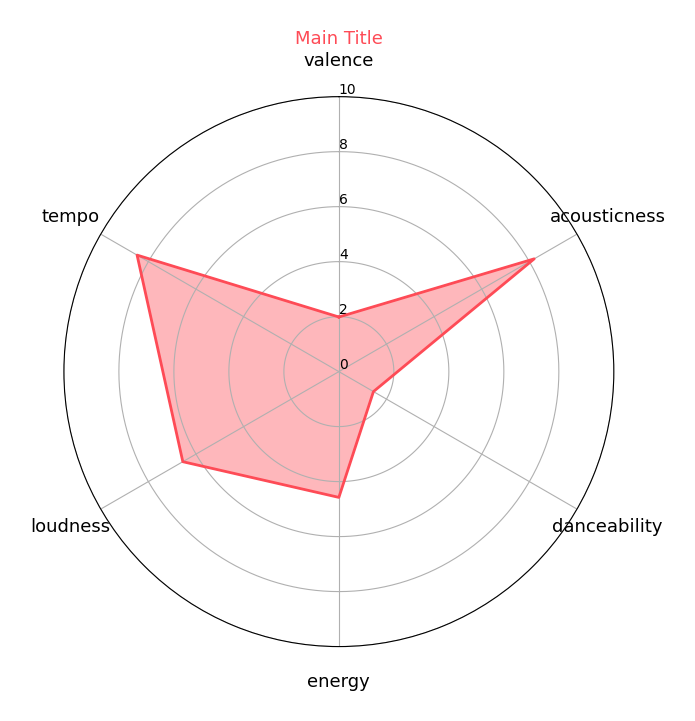 Main Title
valence
10
8
tempo
6
acousticness
4
2
0
loudness
danceability
energy